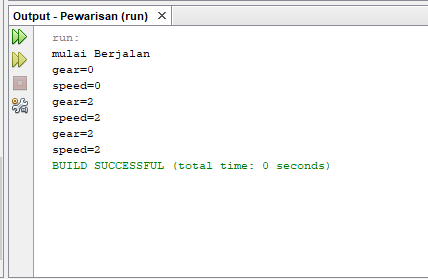 Output - Pewarisan (run) ×
run:
mulai Berjalan
gear=0
speed=0
gear=2
speed=2
gear=2
speed=2
BUILD SUCCESSFUL (total time: 0 seconds)